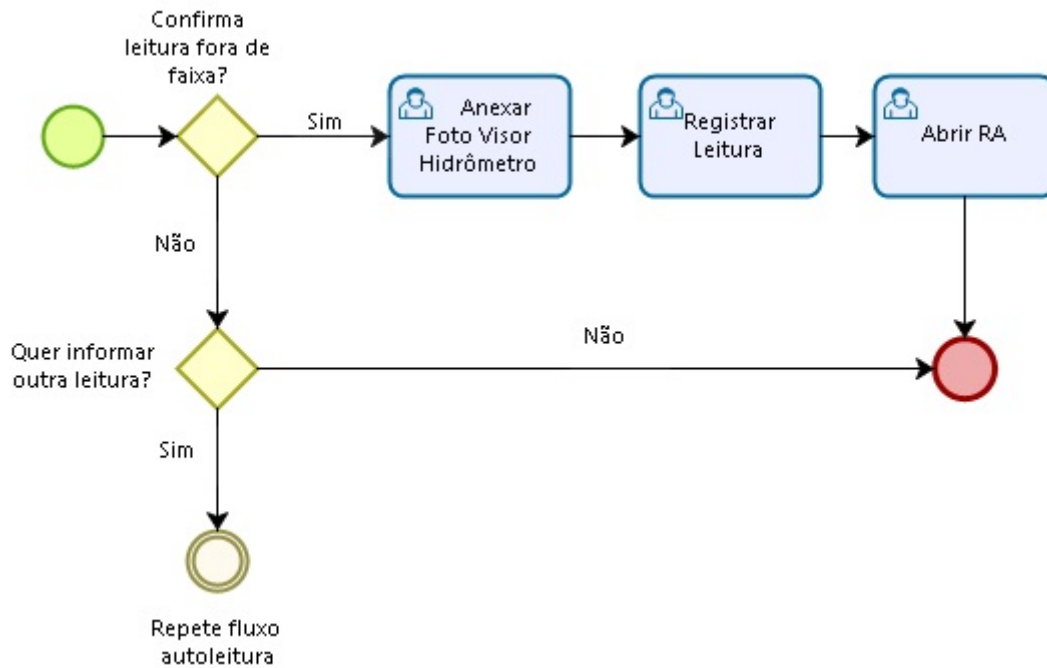 Confirma
leitura fora de
faixa?
Sim
Anexar
Foto Visor
Hidrômetro
Registrar
Leitura
Abrir RA
Não
Quer informar
outra leitura?
Não
Sim
Repete fluxo
autoleitura